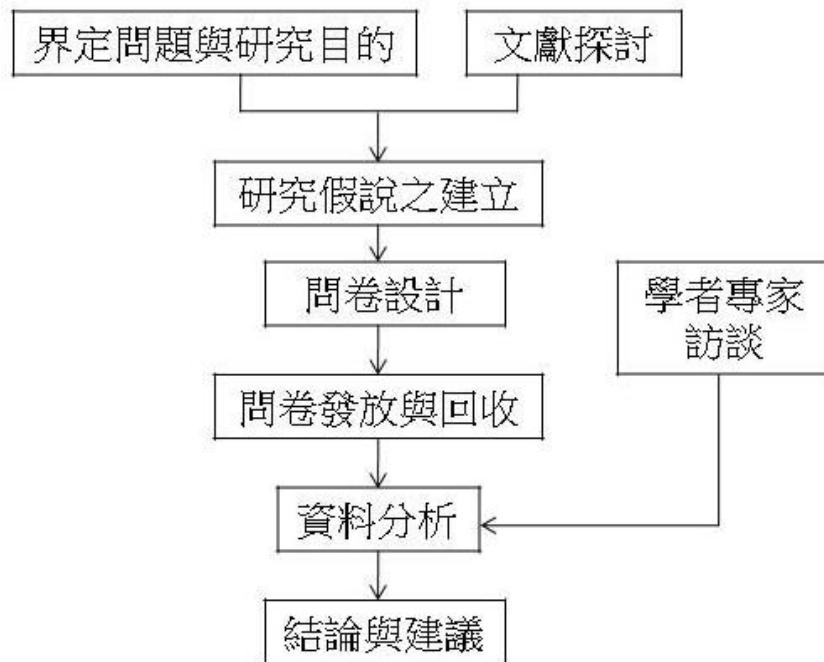 界定問題與研究目的
文獻探討
研究假說之建立
問卷設計
學者專家
訪談
問卷發放與回收
資料分析
結論與建議